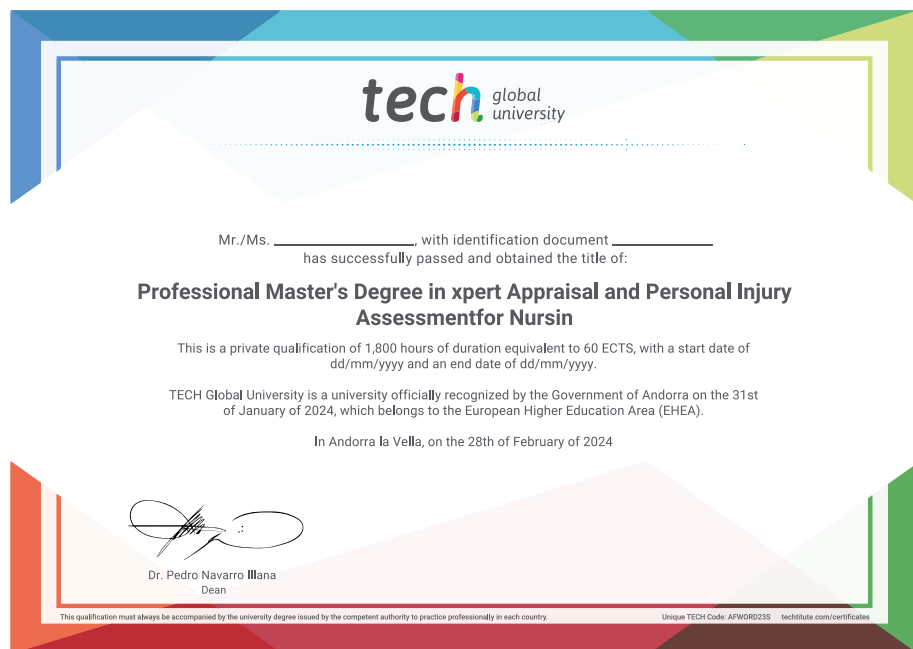 tech global
university
Mr./Ms. ____________, with identification document ____________
has successfully passed and obtained the title of:
Professional Master's Degree in xpert Appraisal and Personal Injury
Assessmentfor Nursin
This is a private qualification of 1,800 hours of duration equivalent to 60 ECTS, with a start date of
dd/mm/yyyy and an end date of dd/mm/yyyy.
TECH Global University is a university officially recognized by the Government of Andorra on the 31st
of January of 2024, which belongs to the European Higher Education Area (EHEA).
In Andorra la Vella, on the 28th of February of 2024
Dr. Pedro Navarro Illana
Dean
This qualification must always be accompanied by the university degree issued by the competent authority to practice professionally in each country.
Unique TECH Code: AFWORD23S techtitute.com/certificates